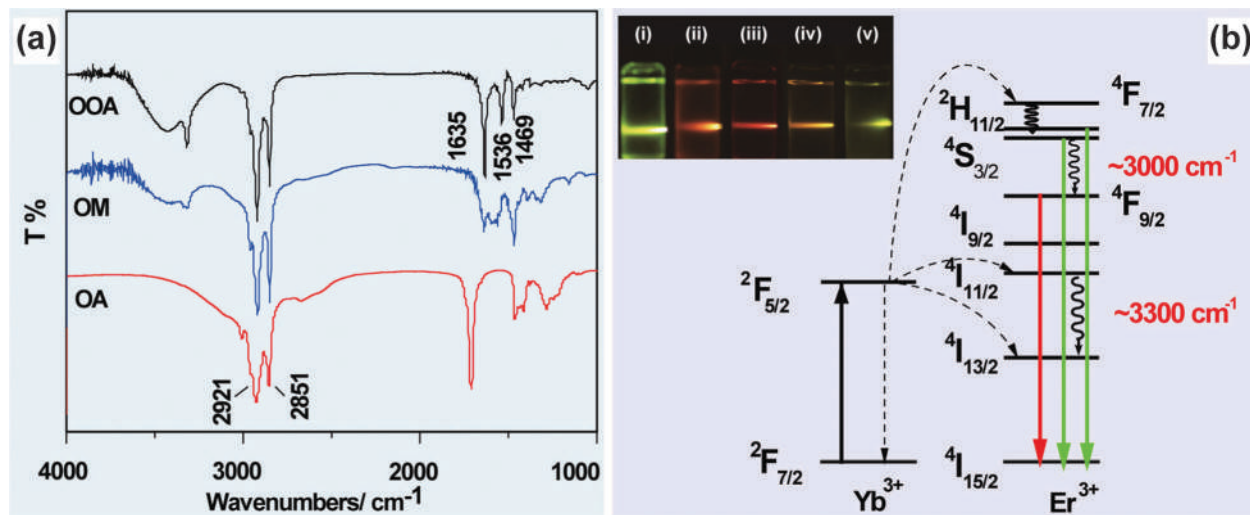 (a)
OOA
OM
OA
1635
1536
1469
2921
2851
T %
4000
3000
2000
1000
Wavenumbers/ cm⁻¹
(b)
(i)
(ii)
(iii)
(iv)
(v)
⁴F₇/₂
²H₁₁/₂
⁴S₃/₂
~3000 cm⁻¹
⁴F₉/₂
⁴I₉/₂
⁴I₁₁/₂
²F₅/₂
~3300 cm⁻¹
⁴I₁₃/₂
²F₇/₂
⁴I₁₅/₂
Yb³⁺
Er³⁺